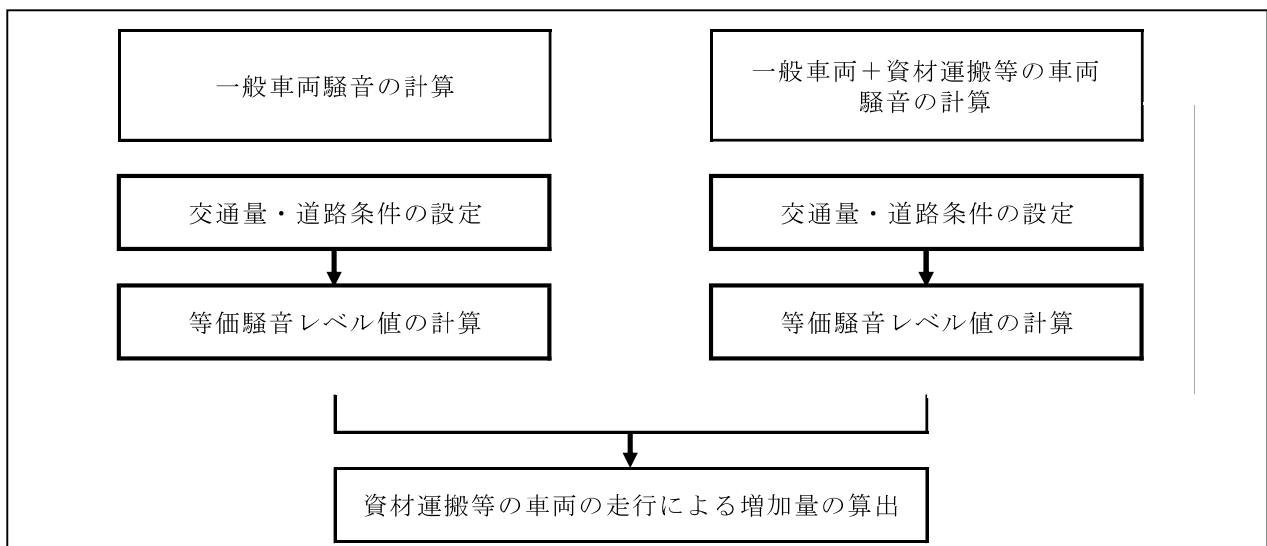 一般車両騒音の計算
一般車両＋資材運搬等の車両
騒音の計算
交通量・道路条件の設定
交通量・道路条件の設定
等価騒音レベル値の計算
等価騒音レベル値の計算
資材運搬等の車両の走行による増加量の算出